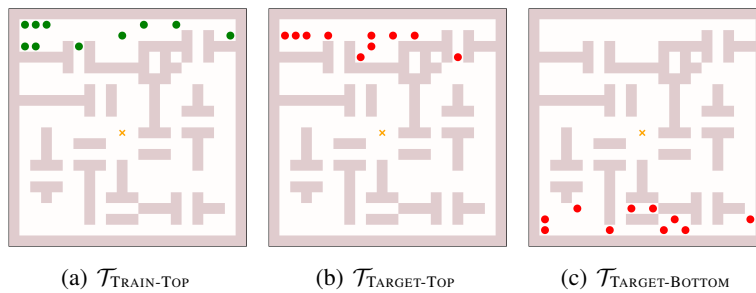 (a) 𝒯TRAIN-TOP
(b) 𝒯TARGET-TOP
(c) 𝒯TARGET-BOTTOM